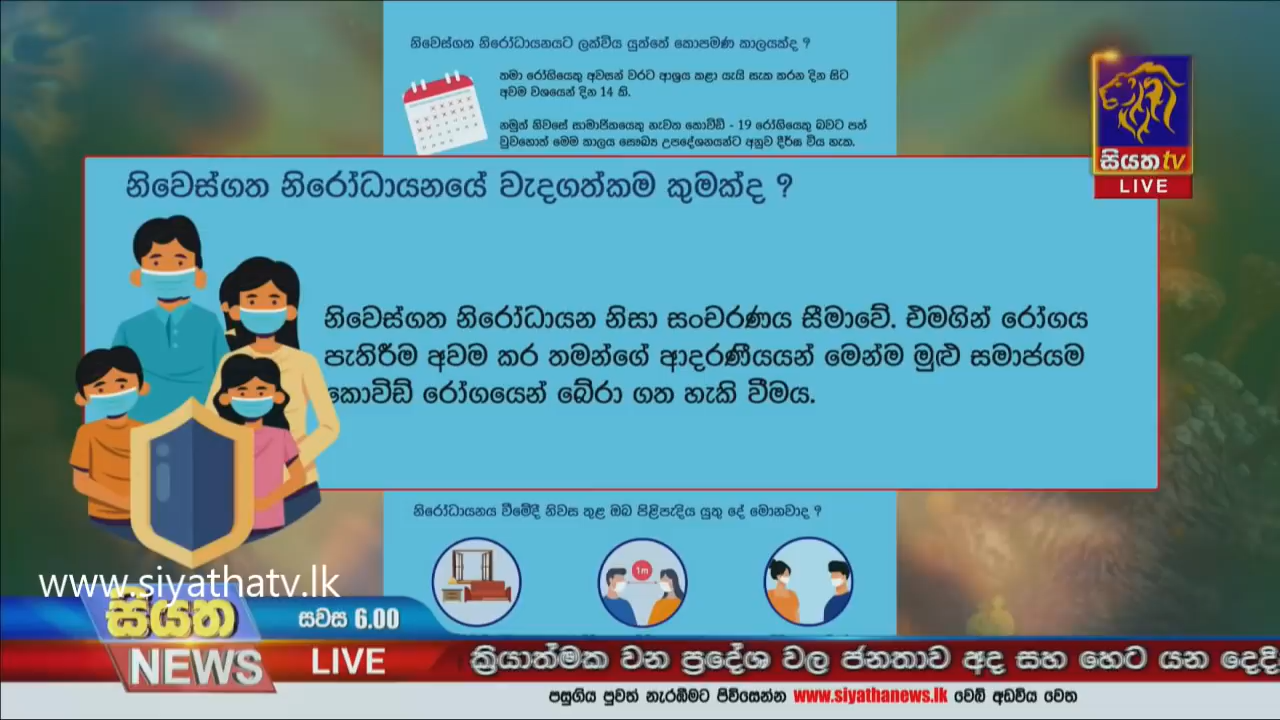 නිවෙස්ගත නිරෝධායනයට ලක්විය යුත්තේ කොපමණ කාලයක්ද ?
තමා රෝගියෙකු අවසන් වරට ආශ්‍රය කළා යැයි සැක කරන දින සිට
අවම වශයෙන් දින 14 කි.
නමුත් නිවසේ සාමාජිකයෙකු නැවත කොවිඩ් - 19 රෝගියෙකු බවට පත්
වුවහොත් මෙම කාලය සෞඛ්‍ය උපදේශනයන්ට අනුව දීර්ඝ විය හැක.
සියත tv
LIVE
නිවෙස්ගත නිරෝධායනයේ වැදගත්කම කුමක්ද ?
නිවෙස්ගත නිරෝධායන නිසා සංචරණය සීමාවේ. එමගින් රෝගය
පැතිරීම අවම කර තමන්ගේ ආදරණීයයන් මෙන්ම මුළු සමාජයම
කොවිඩ් රෝගයෙන් බේරා ගත හැකි වීමය.
නිරෝධායනය වීමේදී නිවස තුළ ඔබ පිළිපැදිය යුතු දේ මොනවාද ?
1m
www.siyathatv.lk
සියත
සවස 6.00
NEWS
LIVE
ක්‍රියාත්මක වන ප්‍රදේශ වල ජනතාව අද සහ හෙට යන දෙදි
පසුගිය පුවත් නැරඹීමට පිවිසෙන්න www.siyathanews.lk වෙබ් අඩවිය වෙත